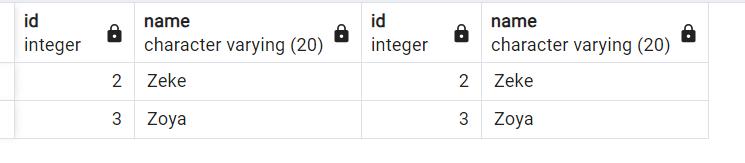 id name id name
integer character varying (20) integer character varying (20)
2 Zeke 2 Zeke
3 Zoya 3 Zoya